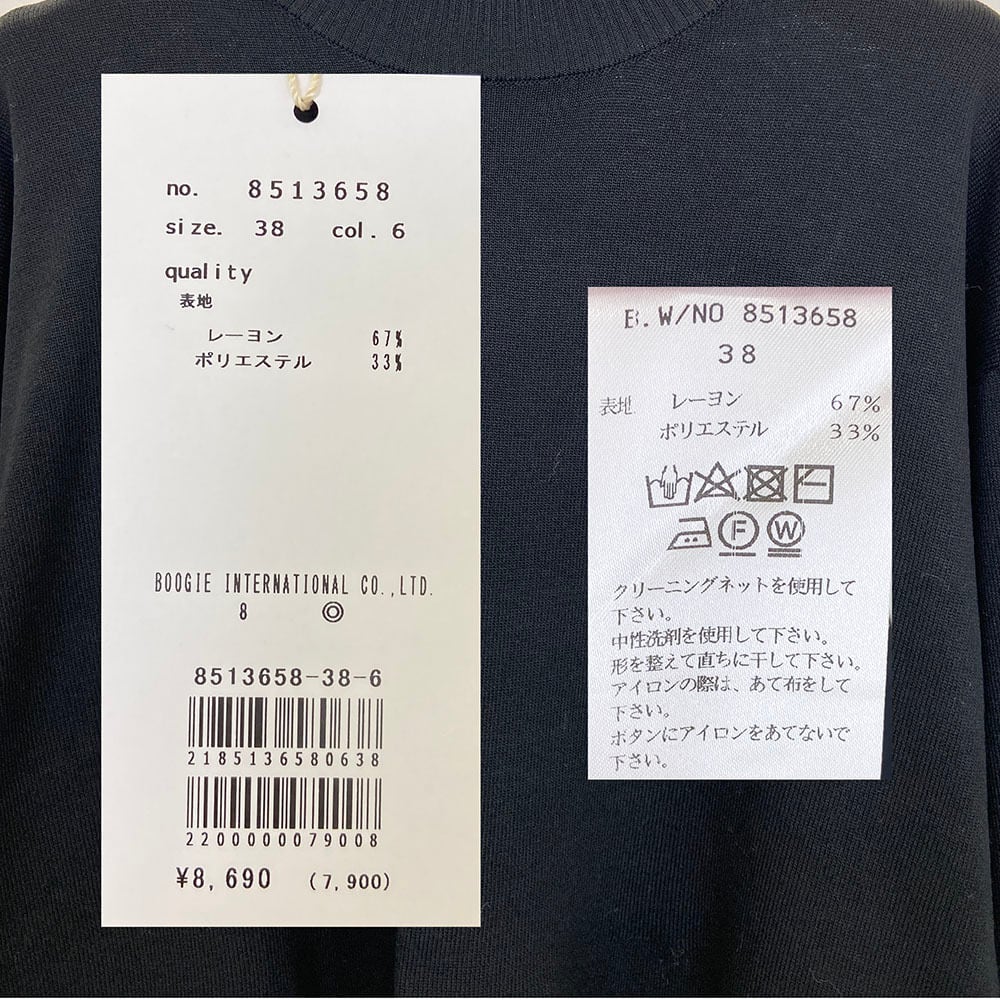 no. 8513658
size. 38 col. 6
quality
表地
レーヨン 67%
ポリエステル 33%
BOOGIE INTERNATIONAL CO.,LTD.
8 ◎
8513658-38-6
2185136580638
2200000079008
¥8,690 (7,900)
B.W/NO 8513658
38
表地 レーヨン 67%
ポリエステル 33%
F W
クリーニングネットを使用して
下さい。
中性洗剤を使用して下さい。
形を整えて直ちに干して下さい。
アイロンの際は、あて布をして
下さい。
ボタンにアイロンをあてないで
下さい。